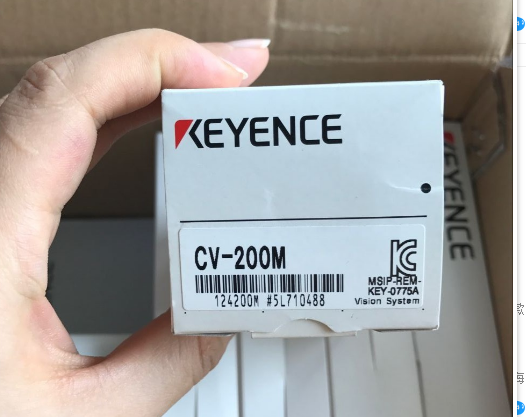 KEYENCE
CV-200M
124200M #5L710488
MSIP-REM-
KEY-0775A
Vision System
KEYENCE